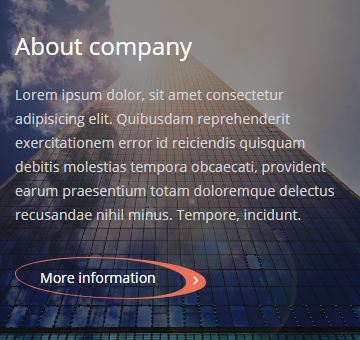 About company
Lorem ipsum dolor, sit amet consectetur
adipisicing elit. Quibusdam reprehenderit
exercitationem error id reiciendis quisquam
debitis molestias tempora obcaecati, provident
earum praesentium totam doloremque delectus
recusandae nihil minus. Tempore, incidunt.
More information